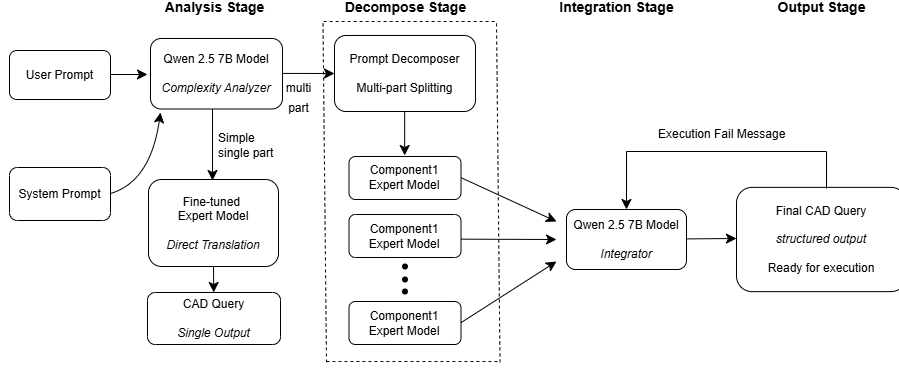 Analysis Stage
Decompose Stage
Integration Stage
Output Stage
User Prompt
System Prompt
Qwen 2.5 7B Model
Complexity Analyzer
multi
part
Simple
single part
Fine-tuned
Expert Model
Direct Translation
CAD Query
Single Output
Prompt Decomposer
Multi-part Splitting
Component1
Expert Model
Component1
Expert Model
Component1
Expert Model
Qwen 2.5 7B Model
Integrator
Execution Fail Message
Final CAD Query
structured output
Ready for execution